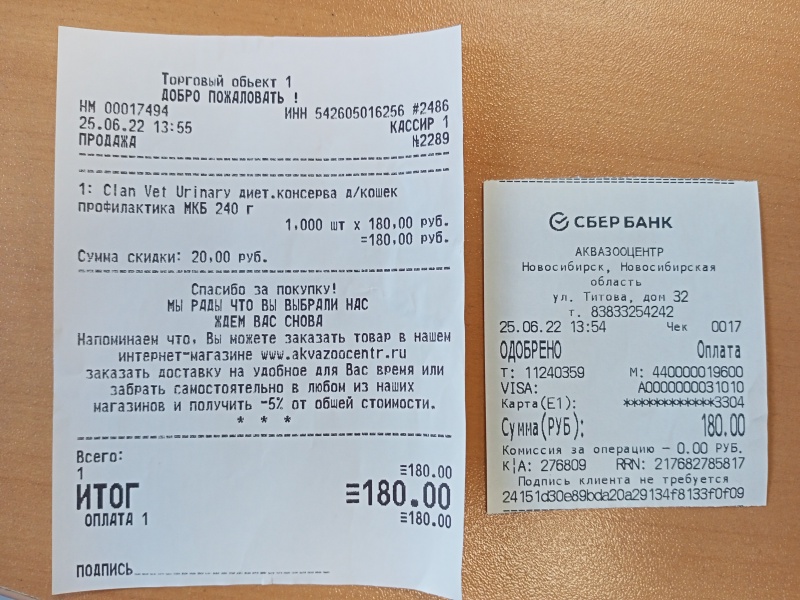 Торговый обьект 1
ДОБРО ПОЖАЛОВАТЬ !
НМ 00017494 ИНН 542605016256 #2486
25.06.22 13:55 КАССИР 1
ПРОДАЖА №2289
1: Clan Vet Urinary диет.консерва д/кошек
профилактика МКБ 240 г
1,000 шт х 180,00 руб.
=180,00 руб.
Сумма скидки: 20,00 руб.
Спасибо за покупку!
МЫ РАДЫ ЧТО ВЫ ВЫБРАЛИ НАС
ЖДЕМ ВАС СНОВА
Напоминаем что, Вы можете заказать товар в нашем
интернет-магазине www.akvazoocentr.ru
заказать доставку на удобное для Вас время или
забрать самостоятельно в любом из наших
магазинов и получить -5% от обшей стоимости.
* * *
Всего:
1 ≡180.00
ИТОГ ≡180.00
ОПЛАТА 1 ≡180.00
ПОДПИСЬ
СБЕР БАНК
АКВАЗООЦЕНТР
Новосибирск, Новосибирская
область
ул. Титова, дом 32
т. 83833254242
25.06.22 13:54 Чек 0017
ОДОБРЕНО Оплата
Т: 11240359 М: 440000019600
VISA: A0000000031010
Карта(E1): ************3304
Сумма(РУБ): 180.00
Комиссия за операцию – 0.00 РУБ.
К|А: 276809 RRN: 217682785817
Подпись клиента не требуется
24151d30e89bda20a29134f8133f0f09